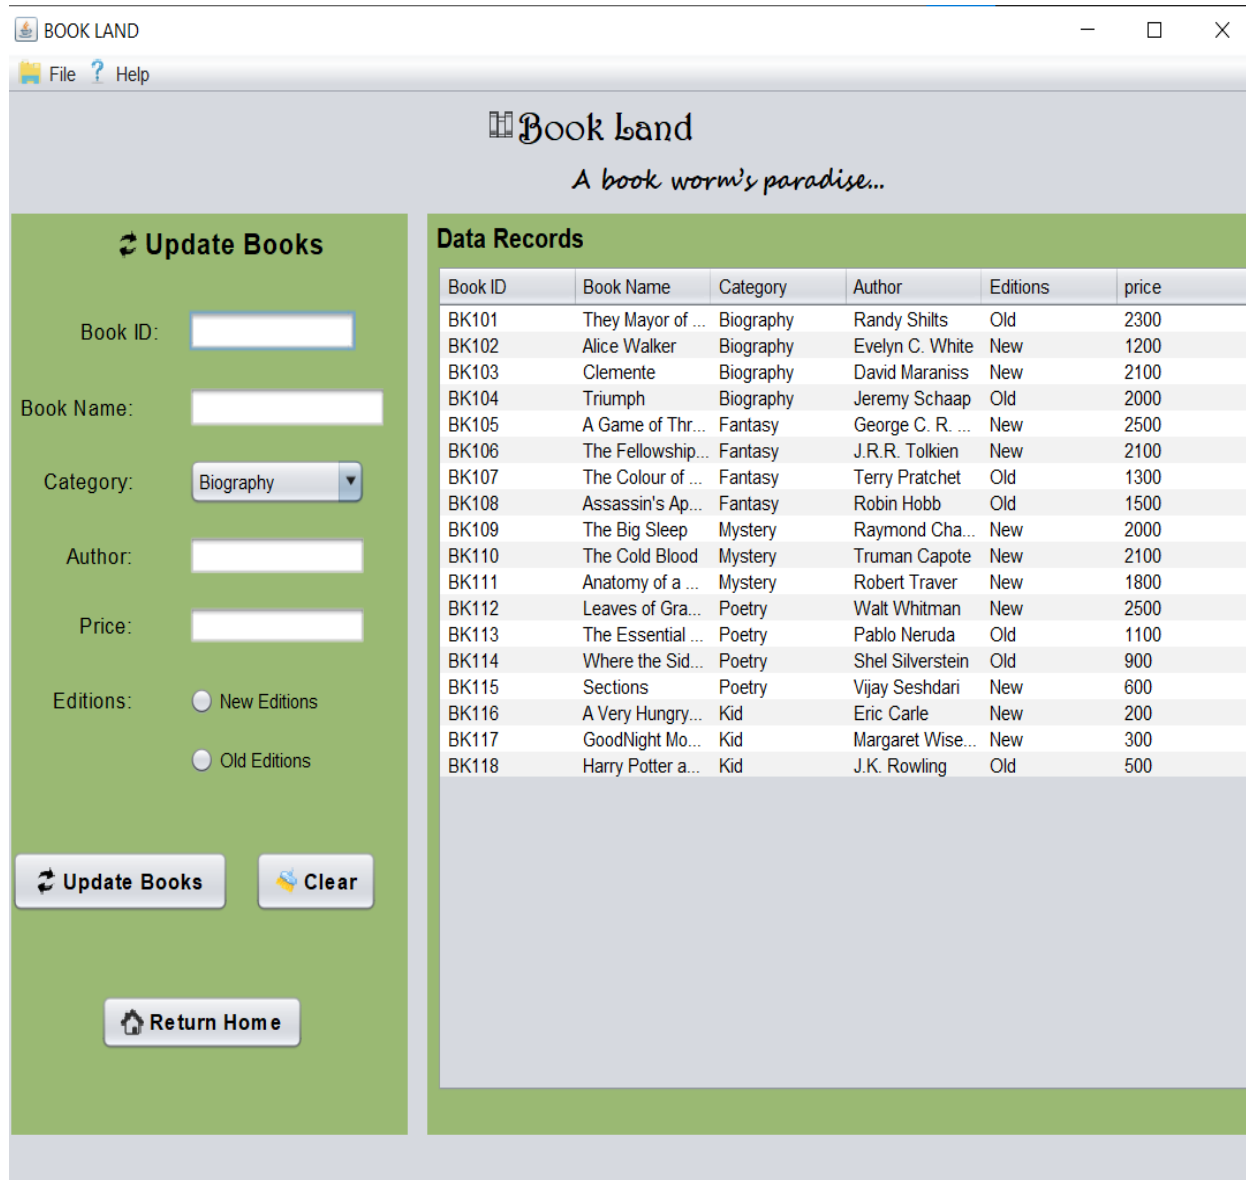 BOOK LAND
File Help
Book Land
A book worm's paradise...
Update Books
Book ID:
Book Name:
Category: Biography
Author:
Price:
Editions: New Editions
Old Editions
Update Books Clear
Return Home
Data Records
Book ID Book Name Category Author Editions price
BK101 They Mayor of ... Biography Randy Shilts Old 2300
BK102 Alice Walker Biography Evelyn C. White New 1200
BK103 Clemente Biography David Maraniss New 2100
BK104 Triumph Biography Jeremy Schaap Old 2000
BK105 A Game of Thr... Fantasy George C. R. ... New 2500
BK106 The Fellowship... Fantasy J.R.R. Tolkien New 2100
BK107 The Colour of ... Fantasy Terry Pratchet Old 1300
BK108 Assassin's Ap... Fantasy Robin Hobb Old 1500
BK109 The Big Sleep Mystery Raymond Cha... New 2000
BK110 The Cold Blood Mystery Truman Capote New 2100
BK111 Anatomy of a ... Mystery Robert Traver New 1800
BK112 Leaves of Gra... Poetry Walt Whitman New 2500
BK113 The Essential ... Poetry Pablo Neruda Old 1100
BK114 Where the Sid... Poetry Shel Silverstein Old 900
BK115 Sections Poetry Vijay Seshdari New 600
BK116 A Very Hungry... Kid Eric Carle New 200
BK117 GoodNight Mo... Kid Margaret Wise... New 300
BK118 Harry Potter a... Kid J.K. Rowling Old 500